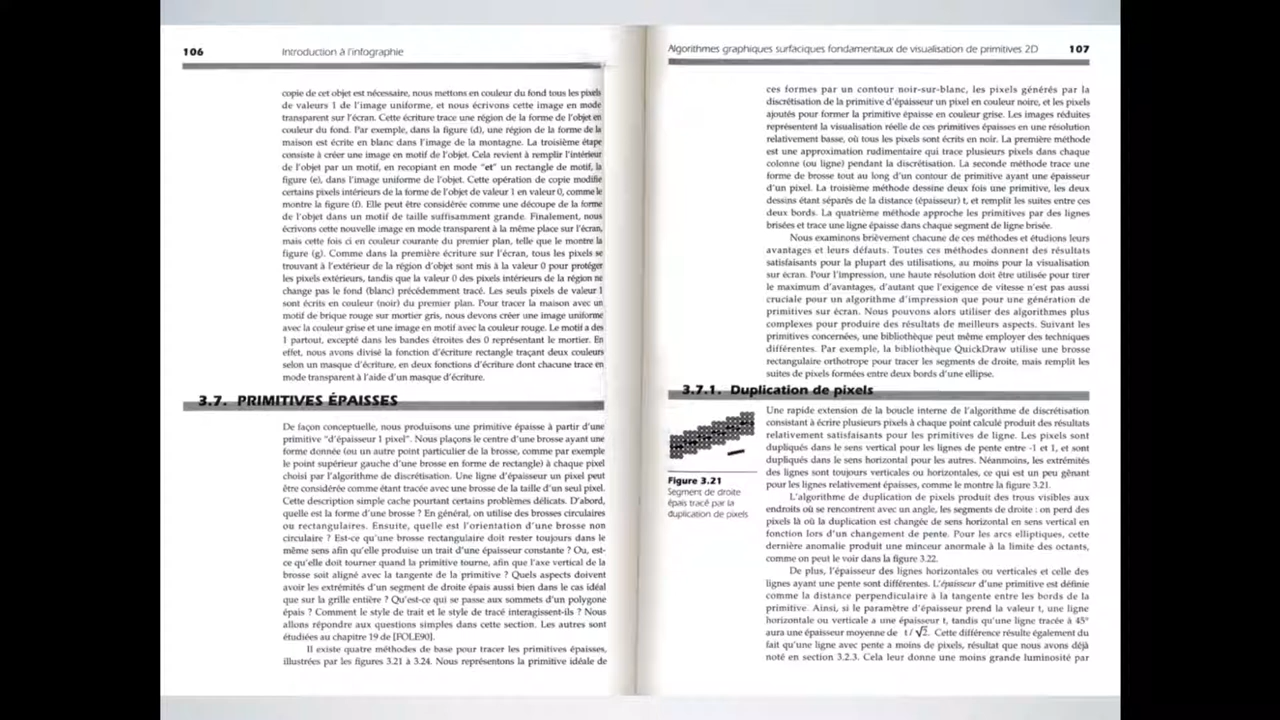 106
Introduction à l'infographie
copie de cet objet est nécessaire, nous mettons en couleur du fond tous les pixels
de valeurs 1 de l'image uniforme, et nous écrivons cette image en mode
transparent sur l'écran. Cette écriture trace une région de la forme de l'objet en
couleur du fond. Par exemple, dans la figure (d), une région de la forme de la
maison est écrite en blanc dans l'image de la montagne. La troisième étape
consiste à créer une image en motif de l'objet. Cela revient à remplir l'intérieur
de l'objet par un motif, en recopiant en mode "et" un rectangle de motif, la
figure (e), dans l'image uniforme de l'objet. Cette opération de copie modifie
certains pixels intérieurs de la forme de l'objet de valeur 1 en valeur 0, comme le
montre la figure (f). Elle peut être considérée comme une découpe de la forme
de l'objet dans un motif de taille suffisamment grande. Finalement, nous
écrivons cette nouvelle image en mode transparent à la même place sur l'écran,
mais cette fois ci en couleur courante du premier plan, telle que le montre la
figure (g). Comme dans la première écriture sur l'écran, tous les pixels se
trouvant à l'extérieur de la région d'objet sont mis à la valeur 0 pour protéger
les pixels extérieurs, tandis que la valeur 0 des pixels intérieurs de la région ne
change pas le fond (blanc) précédemment tracé. Les seuls pixels de valeur 1
sont écrits en couleur (noir) du premier plan. Pour tracer la maison avec un
motif de brique rouge sur mortier gris, nous devons créer une image uniforme
avec la couleur grise et une image en motif avec la couleur rouge. Le motif a des
1 partout, excepté dans les bandes étroites des 0 représentant le mortier. En
effet, nous avons divisé la fonction d'écriture rectangle traçant deux couleurs
selon un masque d'écriture, en deux fonctions d'écriture dont chacune trace en
mode transparent à l'aide d'un masque d'écriture.
3.7. PRIMITIVES ÉPAISSES
De façon conceptuelle, nous produisons une primitive épaisse à partir d'une
primitive "d'épaisseur 1 pixel". Nous plaçons le centre d'une brosse ayant une
forme donnée (ou un autre point particulier de la brosse, comme par exemple
le point supérieur gauche d'une brosse en forme de rectangle) à chaque pixel
choisi par l'algorithme de discrétisation. Une ligne d'épaisseur un pixel peut
être considérée comme étant tracée avec une brosse de la taille d'un seul pixel.
Cette description simple cache pourtant certains problèmes délicats. D'abord,
quelle est la forme d'une brosse ? En général, on utilise des brosses circulaires
ou rectangulaires. Ensuite, quelle est l'orientation d'une brosse non
circulaire ? Est-ce qu'une brosse rectangulaire doit rester toujours dans le
même sens afin qu'elle produise un trait d'une épaisseur constante ? Ou, est-
ce qu'elle doit tourner quand la primitive tourne, afin que l'axe vertical de la
brosse soit aligné avec la tangente de la primitive ? Quels aspects doivent
avoir les extrémités d'un segment de droite épais aussi bien dans le cas idéal
que sur la grille entière ? Qu'est-ce qui se passe aux sommets d'un polygone
épais ? Comment le style de trait et le style de tracé interagissent-ils ? Nous
allons répondre aux questions simples dans cette section. Les autres sont
étudiées au chapitre 19 de [FOLE90].
Il existe quatre méthodes de base pour tracer les primitives épaisses,
illustrées par les figures 3.21 à 3.24. Nous représentons la primitive idéale de
Algorithmes graphiques surfaciques fondamentaux de visualisation de primitives 2D
107
ces formes par un contour noir-sur-blanc, les pixels générés par la
discrétisation de la primitive d'épaisseur un pixel en couleur noire, et les pixels
ajoutés pour former la primitive épaisse en couleur grise. Les images réduites
représentent la visualisation réelle de ces primitives épaisses en une résolution
relativement basse, où tous les pixels sont écrits en noir. La première méthode
est une approximation rudimentaire qui trace plusieurs pixels dans chaque
colonne (ou ligne) pendant la discrétisation. La seconde méthode trace une
forme de brosse tout au long d'un contour de primitive ayant une épaisseur
d'un pixel. La troisième méthode dessine deux fois une primitive, les deux
dessins étant séparés de la distance (épaisseur) t, et remplit les suites entre ces
deux bords. La quatrième méthode approche les primitives par des lignes
brisées et trace une ligne épaisse dans chaque segment de ligne brisée.
Nous examinons brièvement chacune de ces méthodes et étudions leurs
avantages et leurs défauts. Toutes ces méthodes donnent des résultats
satisfaisants pour la plupart des utilisations, au moins pour la visualisation
sur écran. Pour l'impression, une haute résolution doit être utilisée pour tirer
le maximum d'avantages, d'autant que l'exigence de vitesse n'est pas aussi
cruciale pour un algorithme d'impression que pour une génération de
primitives sur écran. Nous pouvons alors utiliser des algorithmes plus
complexes pour produire des résultats de meilleurs aspects. Suivant les
primitives concernées, une bibliothèque peut même employer des techniques
différentes. Par exemple, la bibliothèque QuickDraw utilise une brosse
rectangulaire orthotrope pour tracer les segments de droite, mais remplit les
suites de pixels formées entre deux bords d'une ellipse.
3.7.1. Duplication de pixels
Une rapide extension de la boucle interne de l'algorithme de discrétisation
consistant à écrire plusieurs pixels à chaque point calculé produit des résultats
relativement satisfaisants pour les primitives de ligne. Les pixels sont
dupliqués dans le sens vertical pour les lignes de pente entre -1 et 1, et sont
dupliqués dans le sens horizontal pour les autres. Néanmoins, les extrémités
des lignes sont toujours verticales ou horizontales, ce qui est un peu gênant
pour les lignes relativement épaisses, comme le montre la figure 3.21.
Figure 3.21
Segment de droite
épais tracé par la
duplication de pixels
L'algorithme de duplication de pixels produit des trous visibles aux
endroits où se rencontrent avec un angle, les segments de droite : on perd des
pixels là où la duplication est changée de sens horizontal en sens vertical en
fonction lors d'un changement de pente. Pour les arcs elliptiques, cette
dernière anomalie produit une minceur anormale à la limite des octants,
comme on peut le voir dans la figure 3.22.
De plus, l'épaisseur des lignes horizontales ou verticales et celle des
lignes ayant une pente sont différentes. L'épaisseur d'une primitive est définie
comme la distance perpendiculaire à la tangente entre les bords de la
primitive. Ainsi, si le paramètre d'épaisseur prend la valeur t, une ligne
horizontale ou verticale a une épaisseur t, tandis qu'une ligne tracée à 45°
aura une épaisseur moyenne de t/√2. Cette différence résulte également du
fait qu'une ligne avec pente a moins de pixels, résultat que nous avons déjà
noté en section 3.2.3. Cela leur donne une moins grande luminosité par